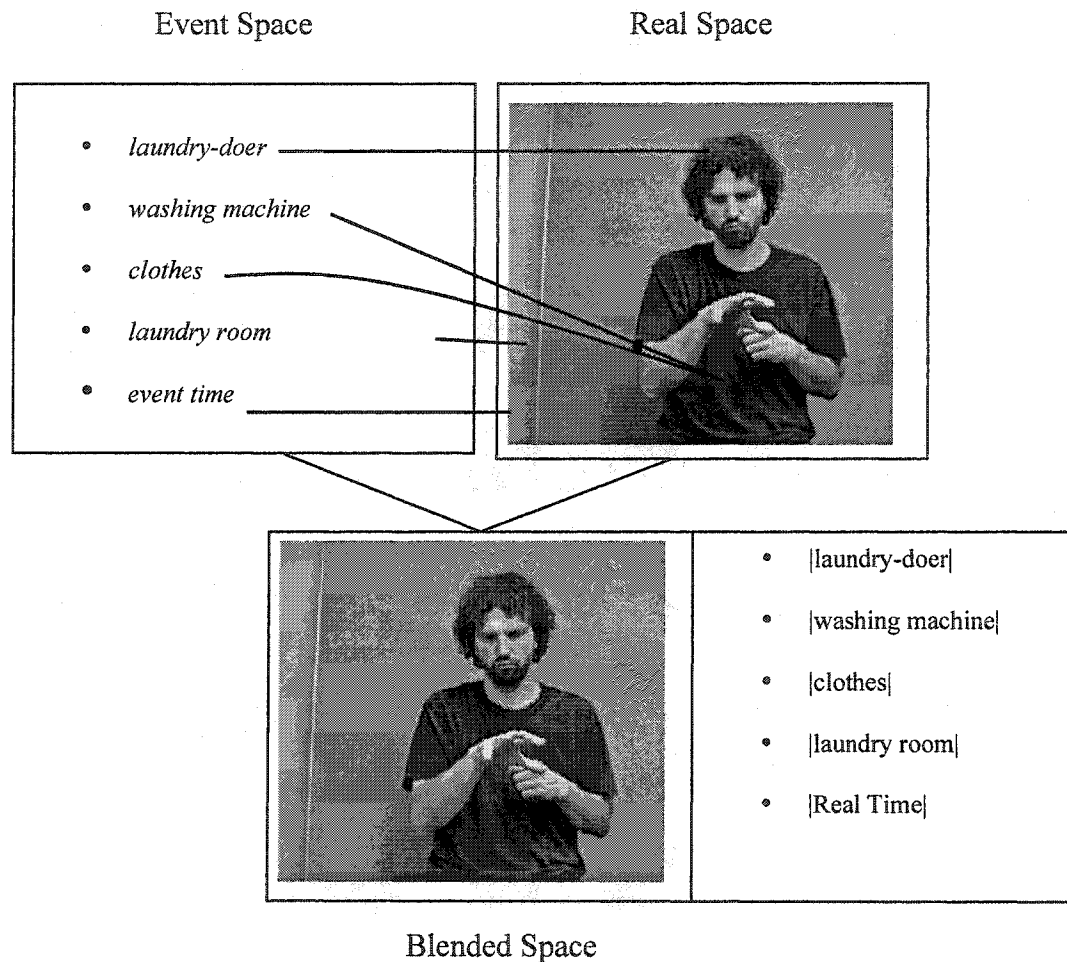 Event Space
Real Space
• laundry-doer
• washing machine
• clothes
• laundry room
• event time
• |laundry-doer|
• |washing machine|
• |clothes|
• |laundry room|
• |Real Time|
Blended Space